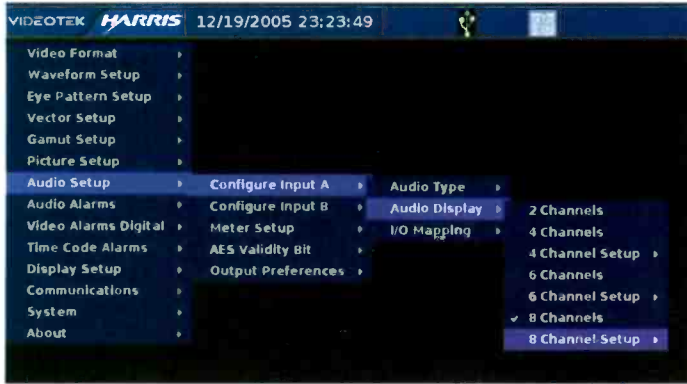 VIDEOTEK HARRIS 12/19/2005 23:23:49
Video Format
Waveform Setup
Eye Pattern Setup
Vector Setup
Gamut Setup
Picture Setup
Audio Setup
Audio Alarms
Video Alarms Digital
Time Code Alarms
Display Setup
Communications
System
About
Configure Input A
Configure Input B
Meter Setup
AES Validity Bit
Output Preferences
Audio Type
Audio Display
I/O Mapping
2 Channels
4 Channels
4 Channel Setup
6 Channels
6 Channel Setup
8 Channels
8 Channel Setup